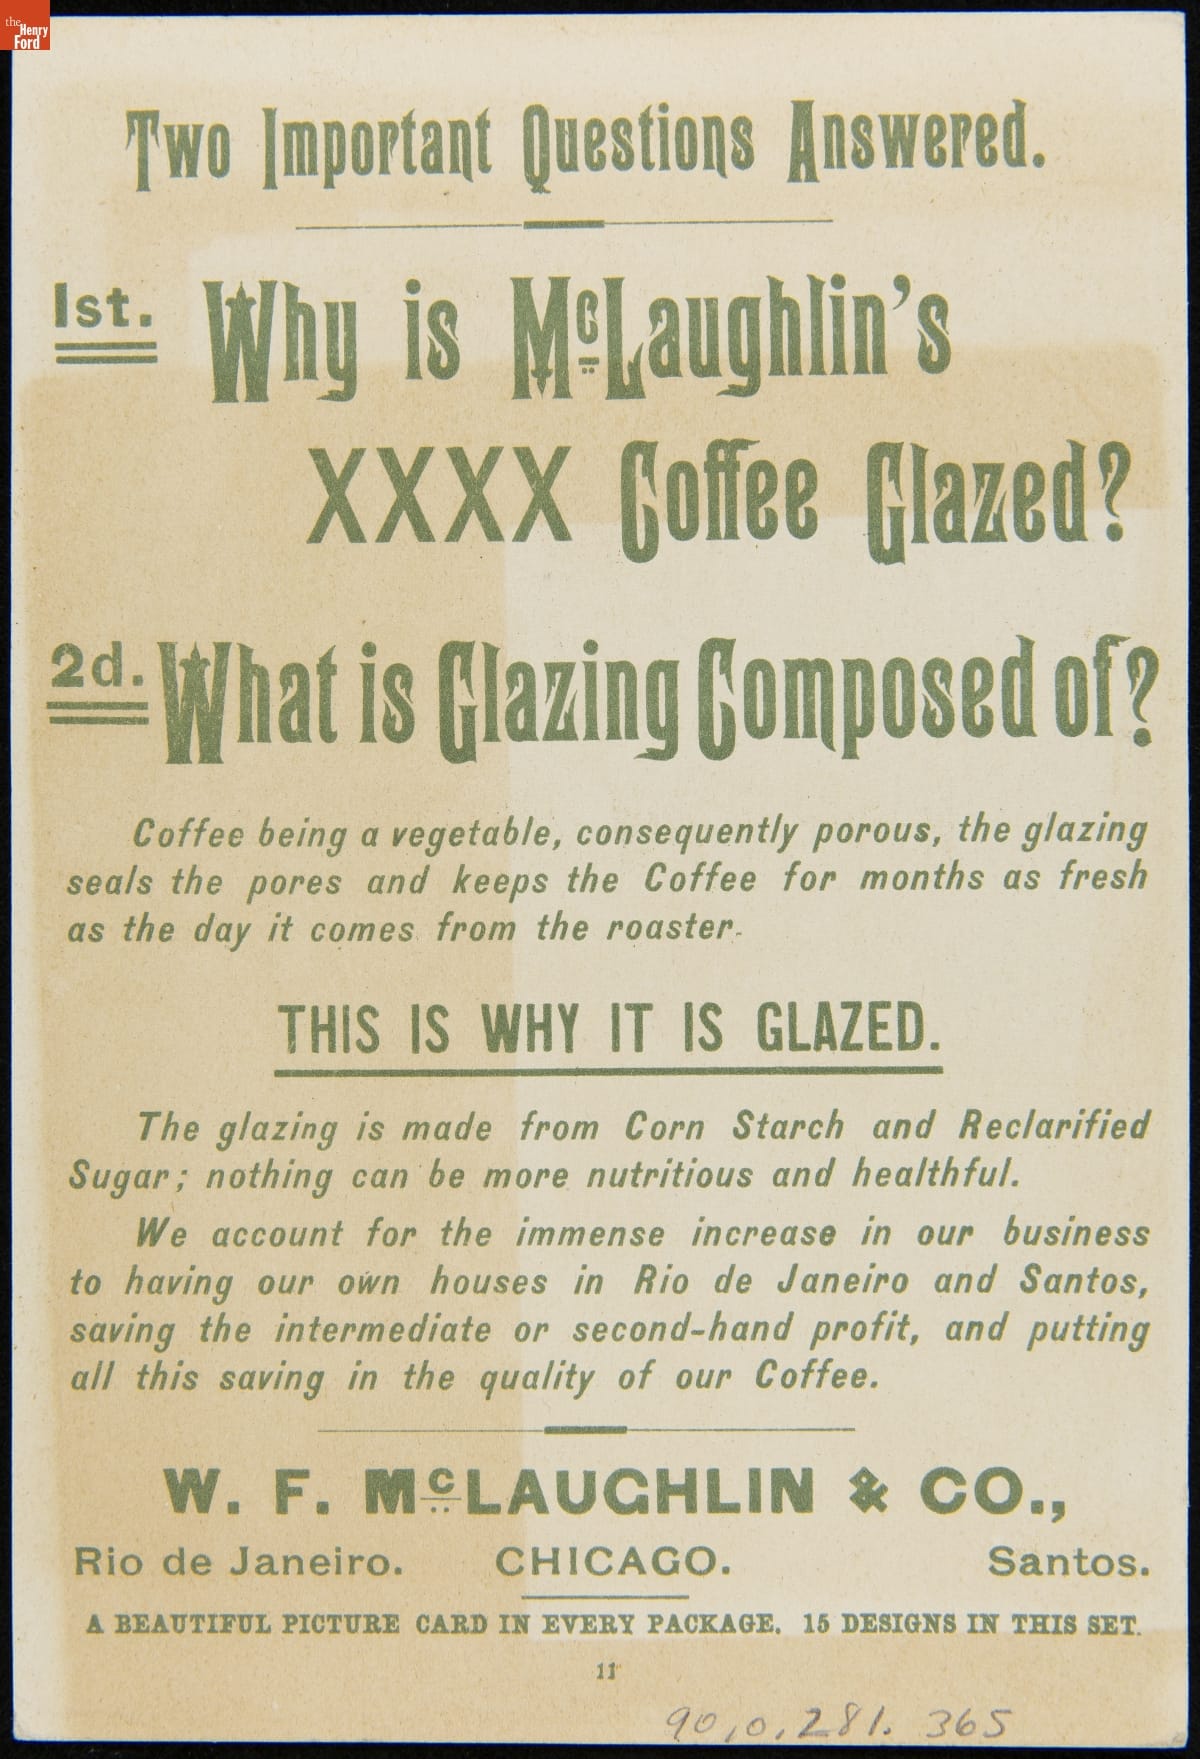 the
Henry
Ford
Two Important Questions Answered.
1st. Why is McLaughlin's
XXXX Coffee Glazed?
2d. What is Glazing Composed of?
Coffee being a vegetable, consequently porous, the glazing
seals the pores and keeps the Coffee for months as fresh
as the day it comes from the roaster.
THIS IS WHY IT IS GLAZED.
The glazing is made from Corn Starch and Reclarified
Sugar; nothing can be more nutritious and healthful.
We account for the immense increase in our business
to having our own houses in Rio de Janeiro and Santos,
saving the intermediate or second-hand profit, and putting
all this saving in the quality of our Coffee.
W. F. McLAUGHLIN & CO.,
Rio de Janeiro. CHICAGO. Santos.
A BEAUTIFUL PICTURE CARD IN EVERY PACKAGE. 15 DESIGNS IN THIS SET.
11
90.0.281.365